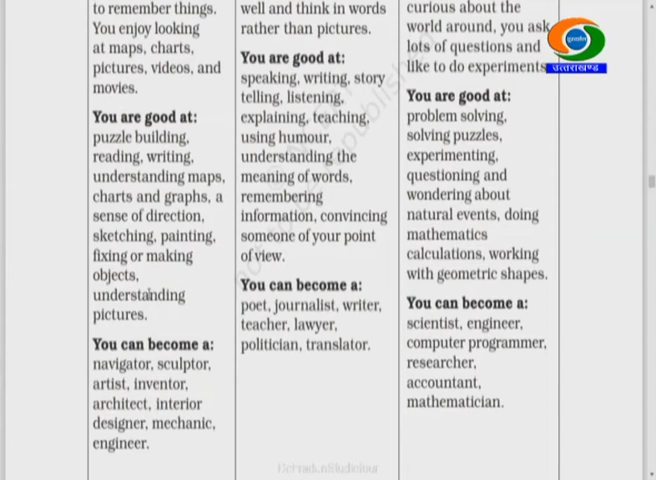 to remember things.
You enjoy looking
at maps, charts,
pictures, videos, and
movies.
You are good at:
puzzle building,
reading, writing,
understanding maps,
charts and graphs, a
sense of direction,
sketching, painting,
fixing or making
objects,
understanding
pictures.
You can become a:
navigator, sculptor,
artist, inventor,
architect, interior
designer, mechanic,
engineer.
well and think in words
rather than pictures.
You are good at:
speaking, writing, story
telling, listening,
explaining, teaching,
using humour,
understanding the
meaning of words,
remembering
information, convincing
someone of your point
of view.
You can become a:
poet, journalist, writer,
teacher, lawyer,
politician, translator.
curious about the
world around, you ask
lots of questions and
like to do experiments
You are good at:
problem solving,
solving puzzles,
experimenting,
questioning and
wondering about
natural events, doing
mathematics
calculations, working
with geometric shapes.
You can become a:
scientist, engineer,
computer programmer,
researcher,
accountant,
mathematician.
उत्तराखण्ड